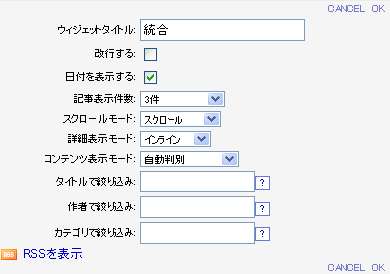 CANCEL OK
ウィジェットタイトル: 統合
改行する:
日付を表示する:
記事表示件数: 3件
スクロールモード: スクロール
詳細表示モード: インライン
コンテンツ表示モード: 自動判別
タイトルで絞り込み: ?
作者で絞り込み: ?
カテゴリで絞り込み: ?
RSS RSSを表示
CANCEL OK